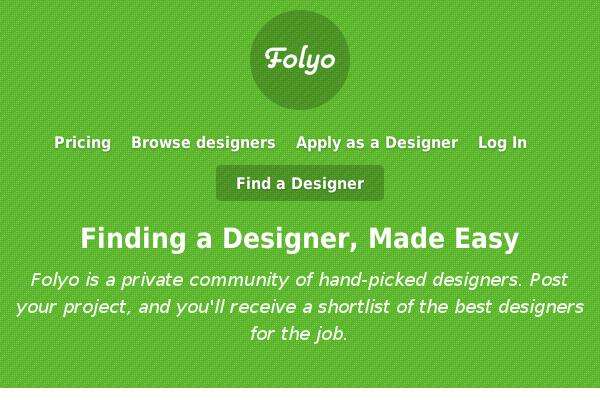 Folyo
Pricing Browse designers Apply as a Designer Log In
Find a Designer
Finding a Designer, Made Easy
Folyo is a private community of hand-picked designers. Post
your project, and you'll receive a shortlist of the best designers
for the job.